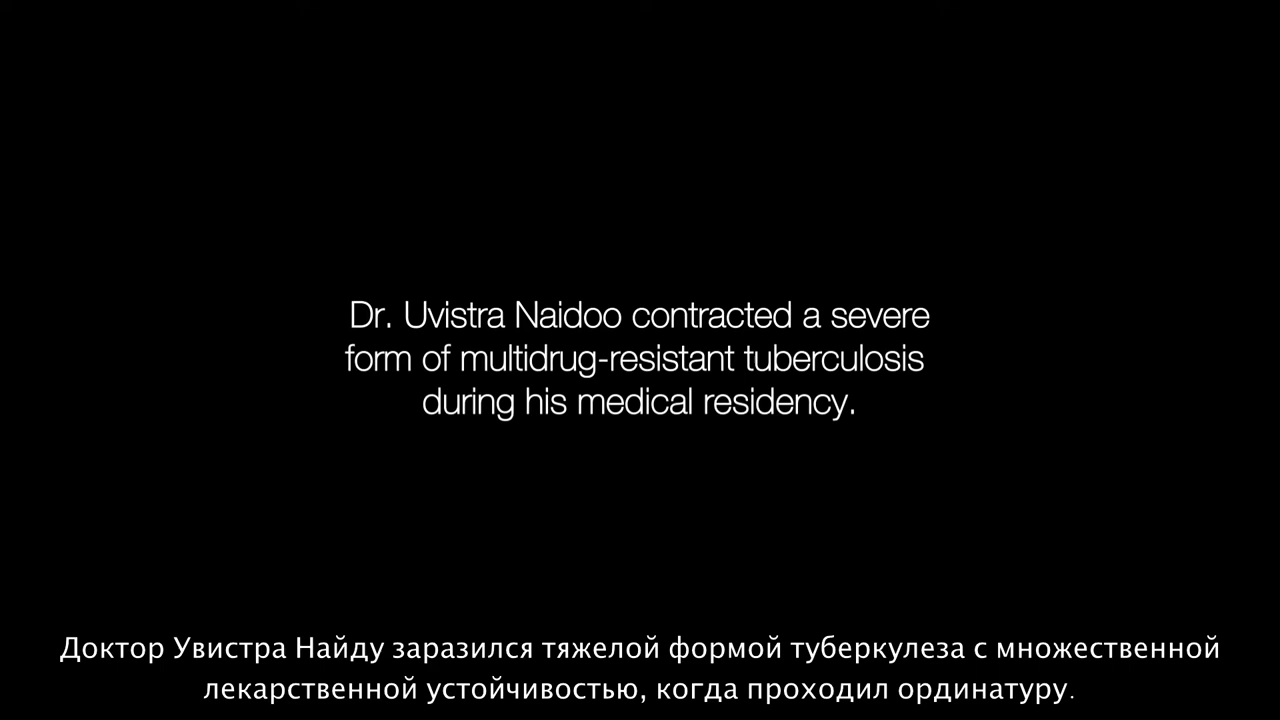 Dr. Uvistra Naidoo contracted a severe
form of multidrug-resistant tuberculosis
during his medical residency.
Доктор Увистра Найду заразился тяжелой формой туберкулеза с множественной
лекарственной устойчивостью, когда проходил ординатуру.